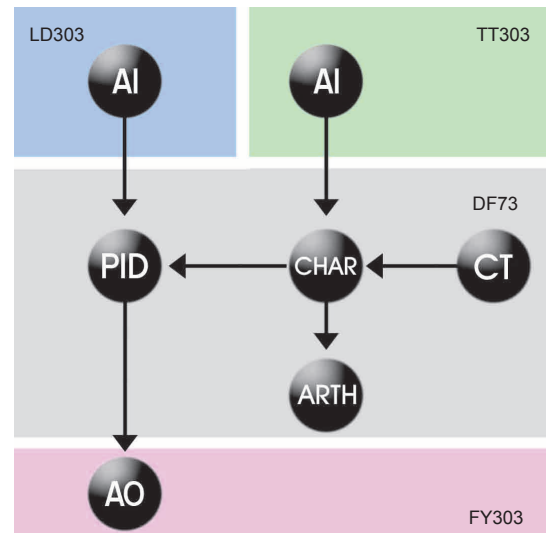 LD303
TT303
AI
AI
DF73
PID
CHAR
CT
ARTH
AO
FY303